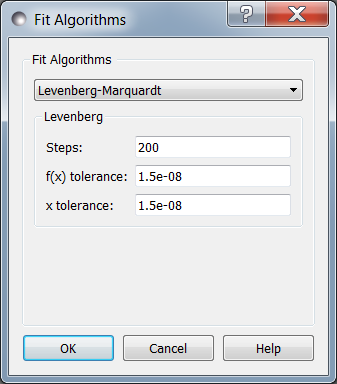 Fit Algorithms
Fit Algorithms
Levenberg-Marquardt
Levenberg
Steps: 200
f(x) tolerance: 1.5e-08
x tolerance: 1.5e-08
OK Cancel Help